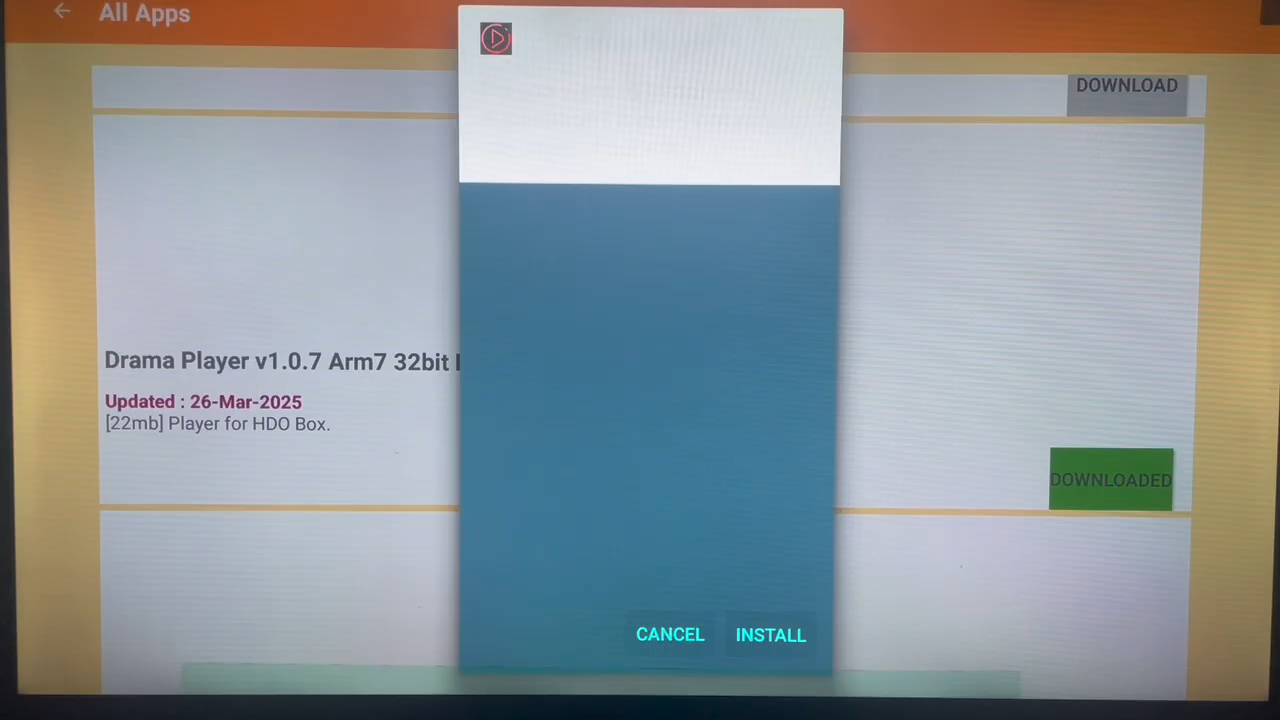 All Apps
DOWNLOAD
Drama Player v1.0.7 Arm7 32bit
Updated : 26-Mar-2025
[22mb] Player for HDO Box.
DOWNLOADED
CANCEL INSTALL